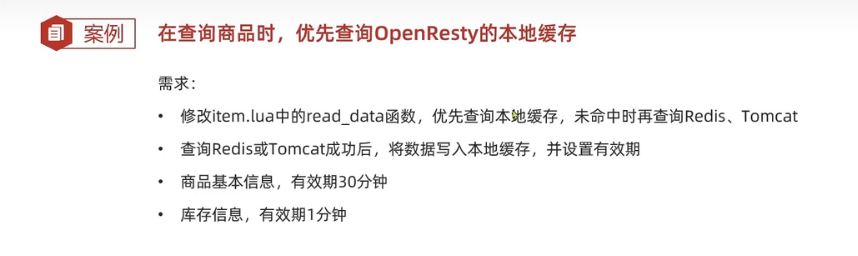 案例
在查询商品时，优先查询OpenResty的本地缓存
需求：
• 修改item.lua中的read_data函数，优先查询本地缓存，未命中时再查询Redis、Tomcat
• 查询Redis或Tomcat成功后，将数据写入本地缓存，并设置有效期
• 商品基本信息，有效期30分钟
• 库存信息，有效期1分钟